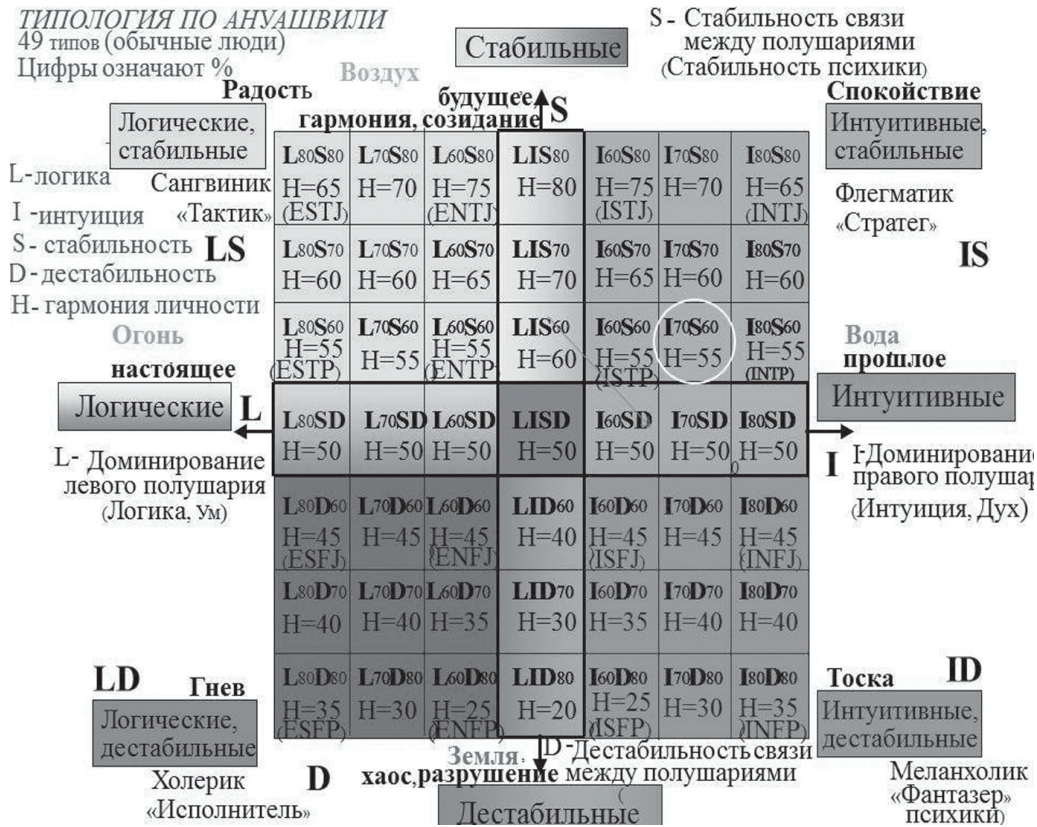 ТИПОЛОГИЯ ПО АНУАШВИЛИ
49 типов (обычные люди)
Цифры означают %
Воздух
Стабильные
S - Стабильность связи
между полушариями
(Стабильность психики)
Радость
будущее
гармония, созидание
S
Спокойствие
Логические,
стабильные
Интуитивные,
стабильные
L-логика
I -интуиция
S - стабильность
D - дестабильность
H- гармония личности
Сангвиник
«Тактик»
LS
Флегматик
«Стратег»
IS
L80S80 L70S80 L60S80 LIS80 I60S80 I70S80 I80S80
H=65 H=70 H=75 H=80 H=75 H=70 H=65
(ESTJ) (ENTJ) (ISTJ) (INTJ)
L80S70 L70S70 L60S70 LIS70 I60S70 I70S70 I80S70
H=60 H=60 H=65 H=70 H=65 H=60 H=60
L80S60 L70S60 L60S60 LIS60 I60S60 I70S60 I80S60
H=55 H=55 H=55 H=60 H=55 H=55 H=55
(ESTP) (ENTP) (ISTP) (INTP)
Огонь
настоящее
Логические
L
Вода
прошлое
Интуитивные
L80SD L70SD L60SD LISD I60SD I70SD I80SD
H=50 H=50 H=50 H=50 H=50 H=50 H=50
0
L- Доминирование
левого полушария
(Логика, Ум)
I
I-Доминировани
правого полушар
(Интуиция, Дух)
L80D60 L70D60 L60D60 LID60 I60D60 I70D60 I80D60
H=45 H=45 H=45 H=40 H=45 H=45 H=45
(ESFJ) (ENFJ) (ISFJ) (INFJ)
L80D70 L70D70 L60D70 LID70 I60D70 I70D70 I80D70
H=40 H=40 H=35 H=30 H=35 H=40 H=40
L80D80 L70D80 L60D80 LID80 I60D80 I70D80 I80D80
H=35 H=30 H=25 H=20 H=25 H=30 H=35
(ESFP) (ENFP) (ISFP) (INFP)
LD
Гнев
Логические,
дестабильные
Холерик
«Исполнитель»
D
Земля
хаос, разрушение
D -Дестабильность связи
между полушариями
(
Дестабильные
Тоска
ID
Интуитивные,
дестабильные
Меланхолик
«Фантазер»
психики)